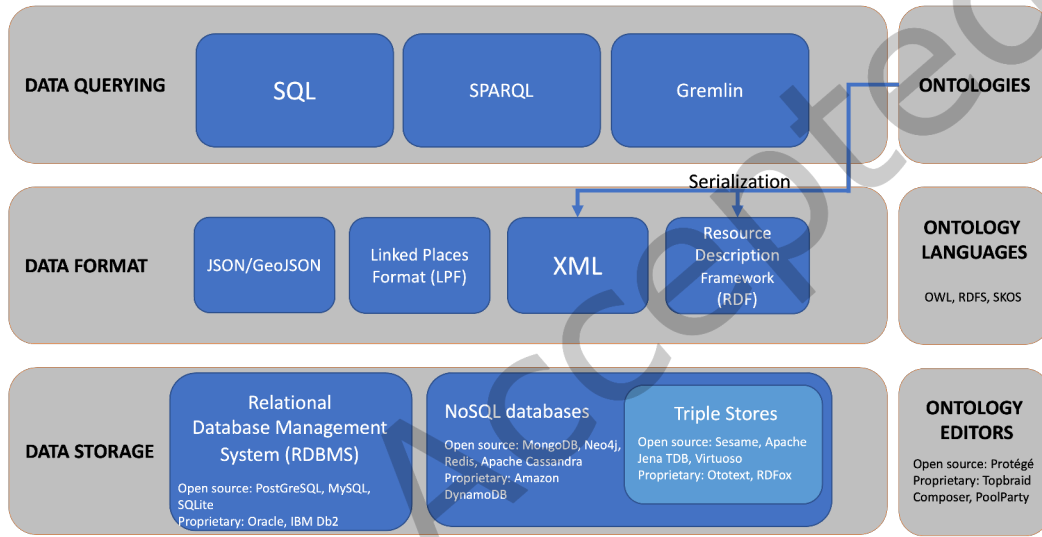 DATA QUERYING
SQL
SPARQL
Gremlin
ONTOLOGIES
Serialization
DATA FORMAT
JSON/GeoJSON
Linked Places
Format (LPF)
XML
Resource
Description
Framework
(RDF)
ONTOLOGY
LANGUAGES
OWL, RDFS, SKOS
DATA STORAGE
Relational
Database Management
System (RDBMS)
Open source: PostGreSQL, MySQL,
SQLite
Proprietary: Oracle, IBM Db2
NoSQL databases
Open source: MongoDB, Neo4j,
Redis, Apache Cassandra
Proprietary: Amazon
DynamoDB
Triple Stores
Open source: Sesame, Apache
Jena TDB, Virtuoso
Proprietary: Ototext, RDFox
ONTOLOGY
EDITORS
Open source: Protégé
Proprietary: Topbraid
Composer, PoolParty
Accepted